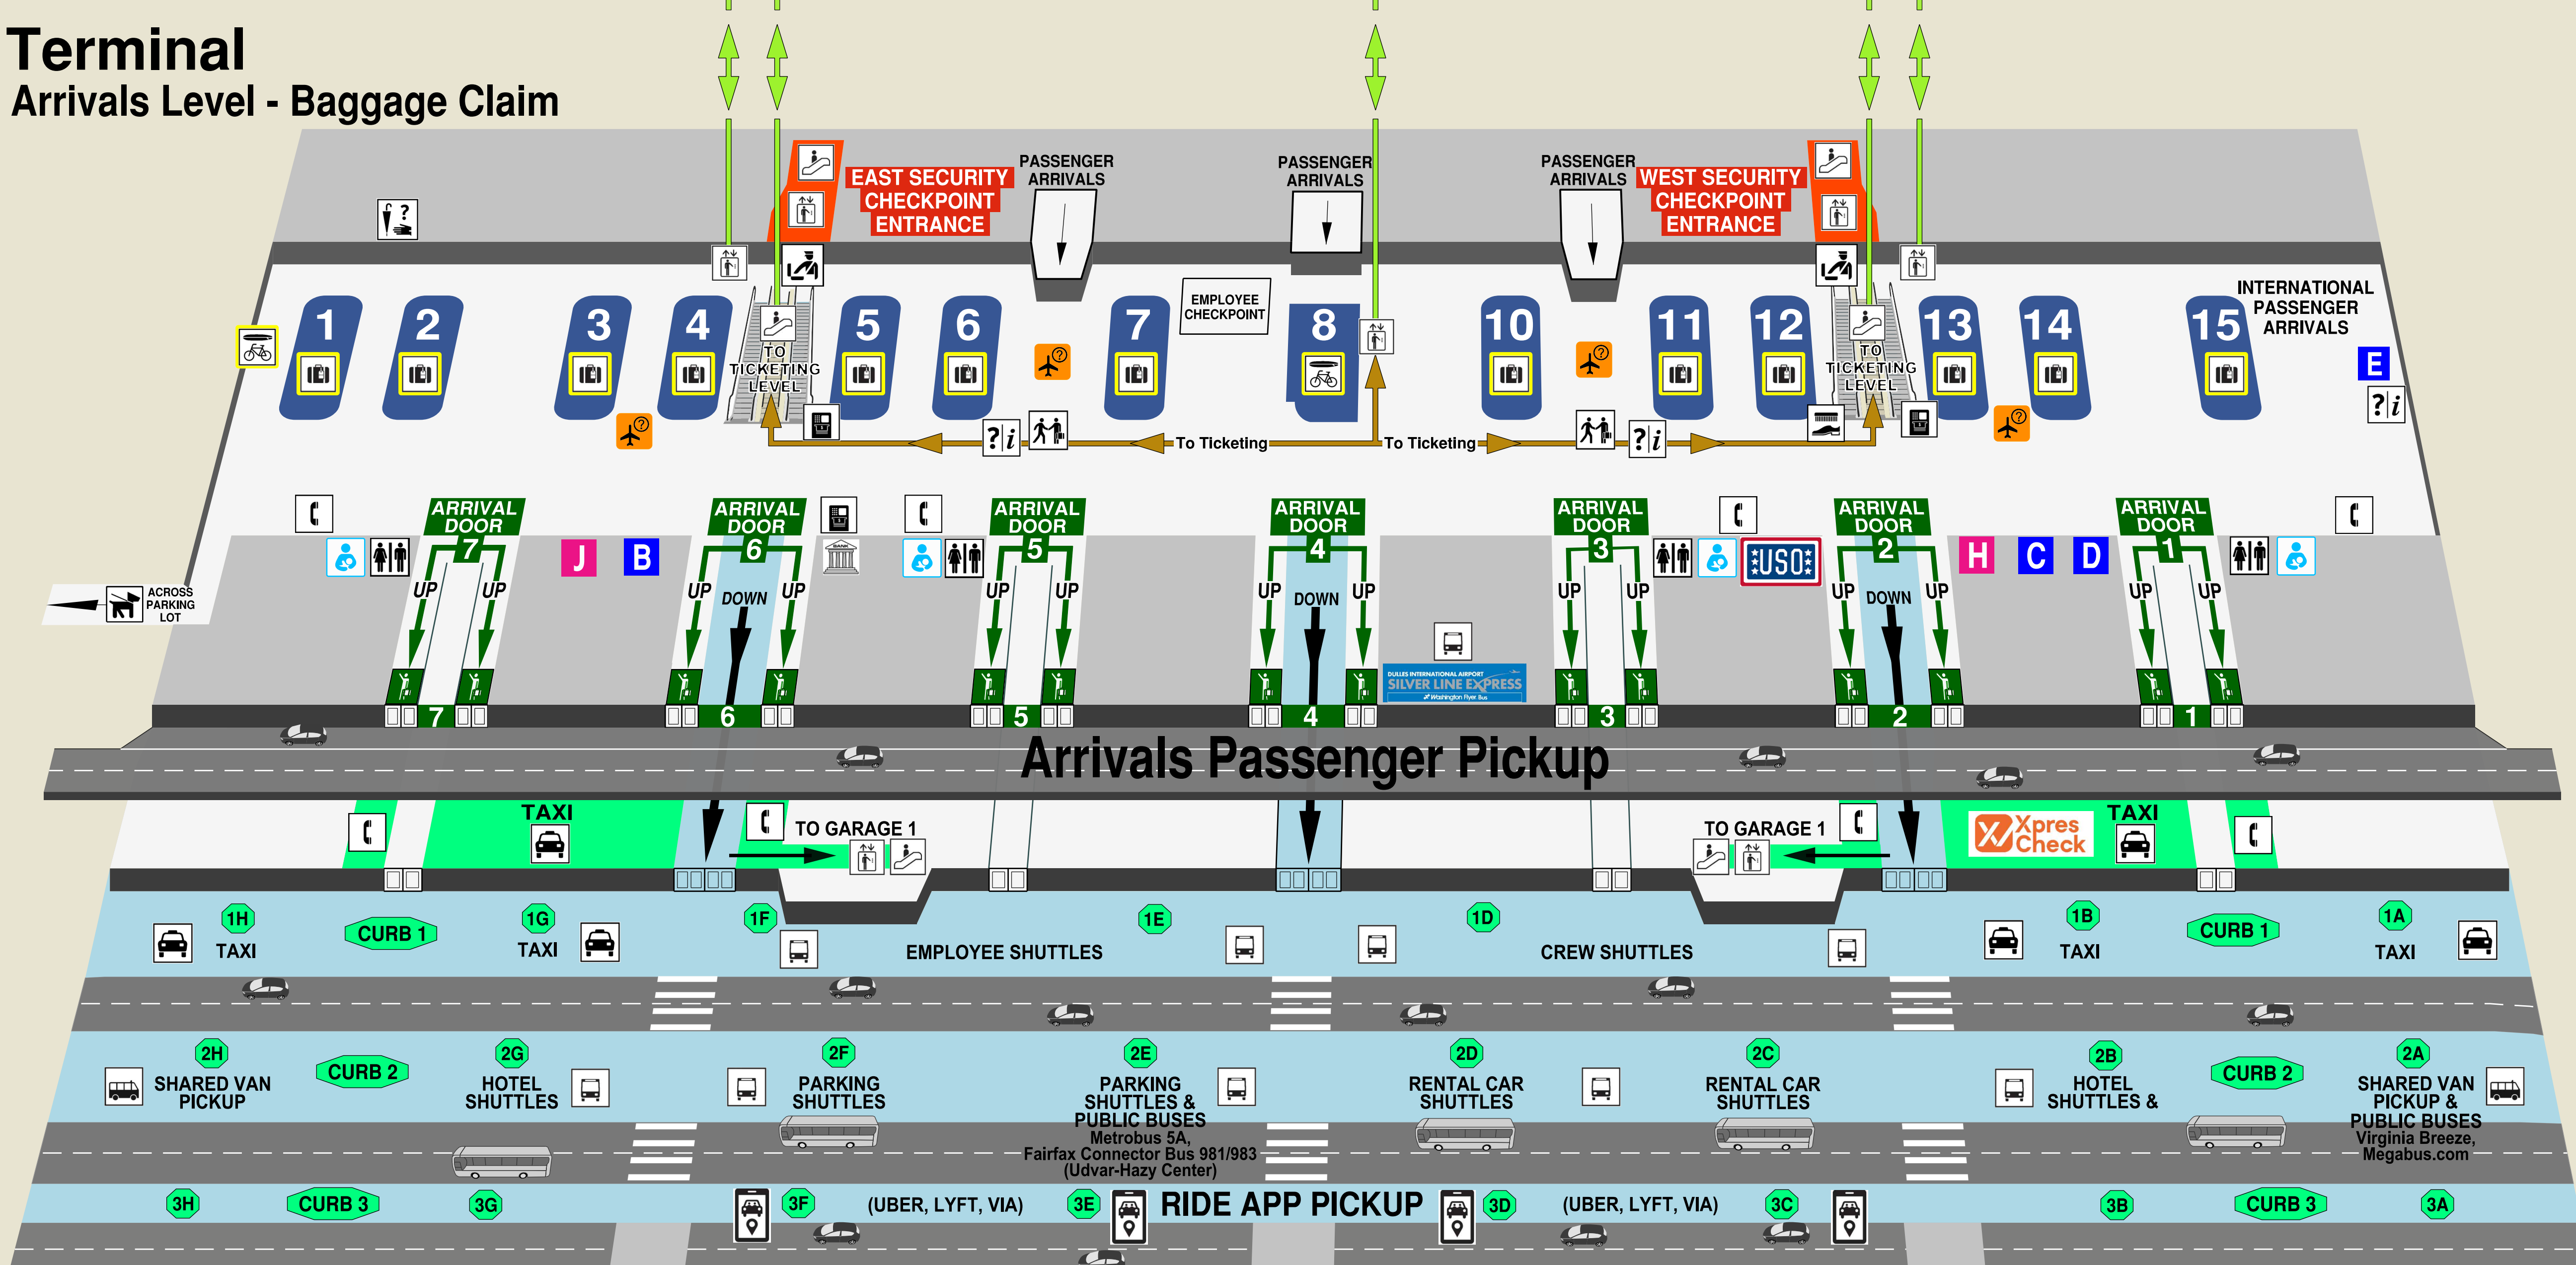 Terminal
Arrivals Level - Baggage Claim
EAST SECURITY
CHECKPOINT
ENTRANCE
PASSENGER
ARRIVALS
PASSENGER
ARRIVALS
PASSENGER
ARRIVALS
WEST SECURITY
CHECKPOINT
ENTRANCE
?
EMPLOYEE
CHECKPOINT
INTERNATIONAL
PASSENGER
ARRIVALS
1 2 3 4 5 6 7 8 10 11 12 13 14 15
TO
TICKETING
LEVEL
TO
TICKETING
LEVEL
? ? ? ?
E
?|i
?|i
To Ticketing
To Ticketing
?|i
ARRIVAL
DOOR
7
ARRIVAL
DOOR
6
ARRIVAL
DOOR
5
ARRIVAL
DOOR
4
ARRIVAL
DOOR
3
ARRIVAL
DOOR
2
ARRIVAL
DOOR
1
BANK
J B
USO
H C D
UP UP
UP DOWN UP
UP UP
UP DOWN UP
UP UP
UP DOWN UP
UP UP
ACROSS
PARKING
LOT
DULLES INTERNATIONAL AIRPORT
SILVER LINE EXPRESS
Washington Flyer Bus
7 6 5 4 3 2 1
Arrivals Passenger Pickup
TAXI
TO GARAGE 1
TO GARAGE 1
Xpres
Check
TAXI
1H
TAXI
CURB 1
1G
TAXI
1F
EMPLOYEE SHUTTLES
1E
1D
CREW SHUTTLES
1B
TAXI
CURB 1
1A
TAXI
2H
SHARED VAN
PICKUP
CURB 2
2G
HOTEL
SHUTTLES
2F
PARKING
SHUTTLES
2E
PARKING
SHUTTLES &
PUBLIC BUSES
Metrobus 5A,
Fairfax Connector Bus 981/983
(Udvar-Hazy Center)
2D
RENTAL CAR
SHUTTLES
2C
RENTAL CAR
SHUTTLES
2B
HOTEL
SHUTTLES &
CURB 2
2A
SHARED VAN
PICKUP &
PUBLIC BUSES
Virginia Breeze,
Megabus.com
3H CURB 3 3G 3F (UBER, LYFT, VIA) 3E RIDE APP PICKUP 3D (UBER, LYFT, VIA) 3C 3B CURB 3 3A